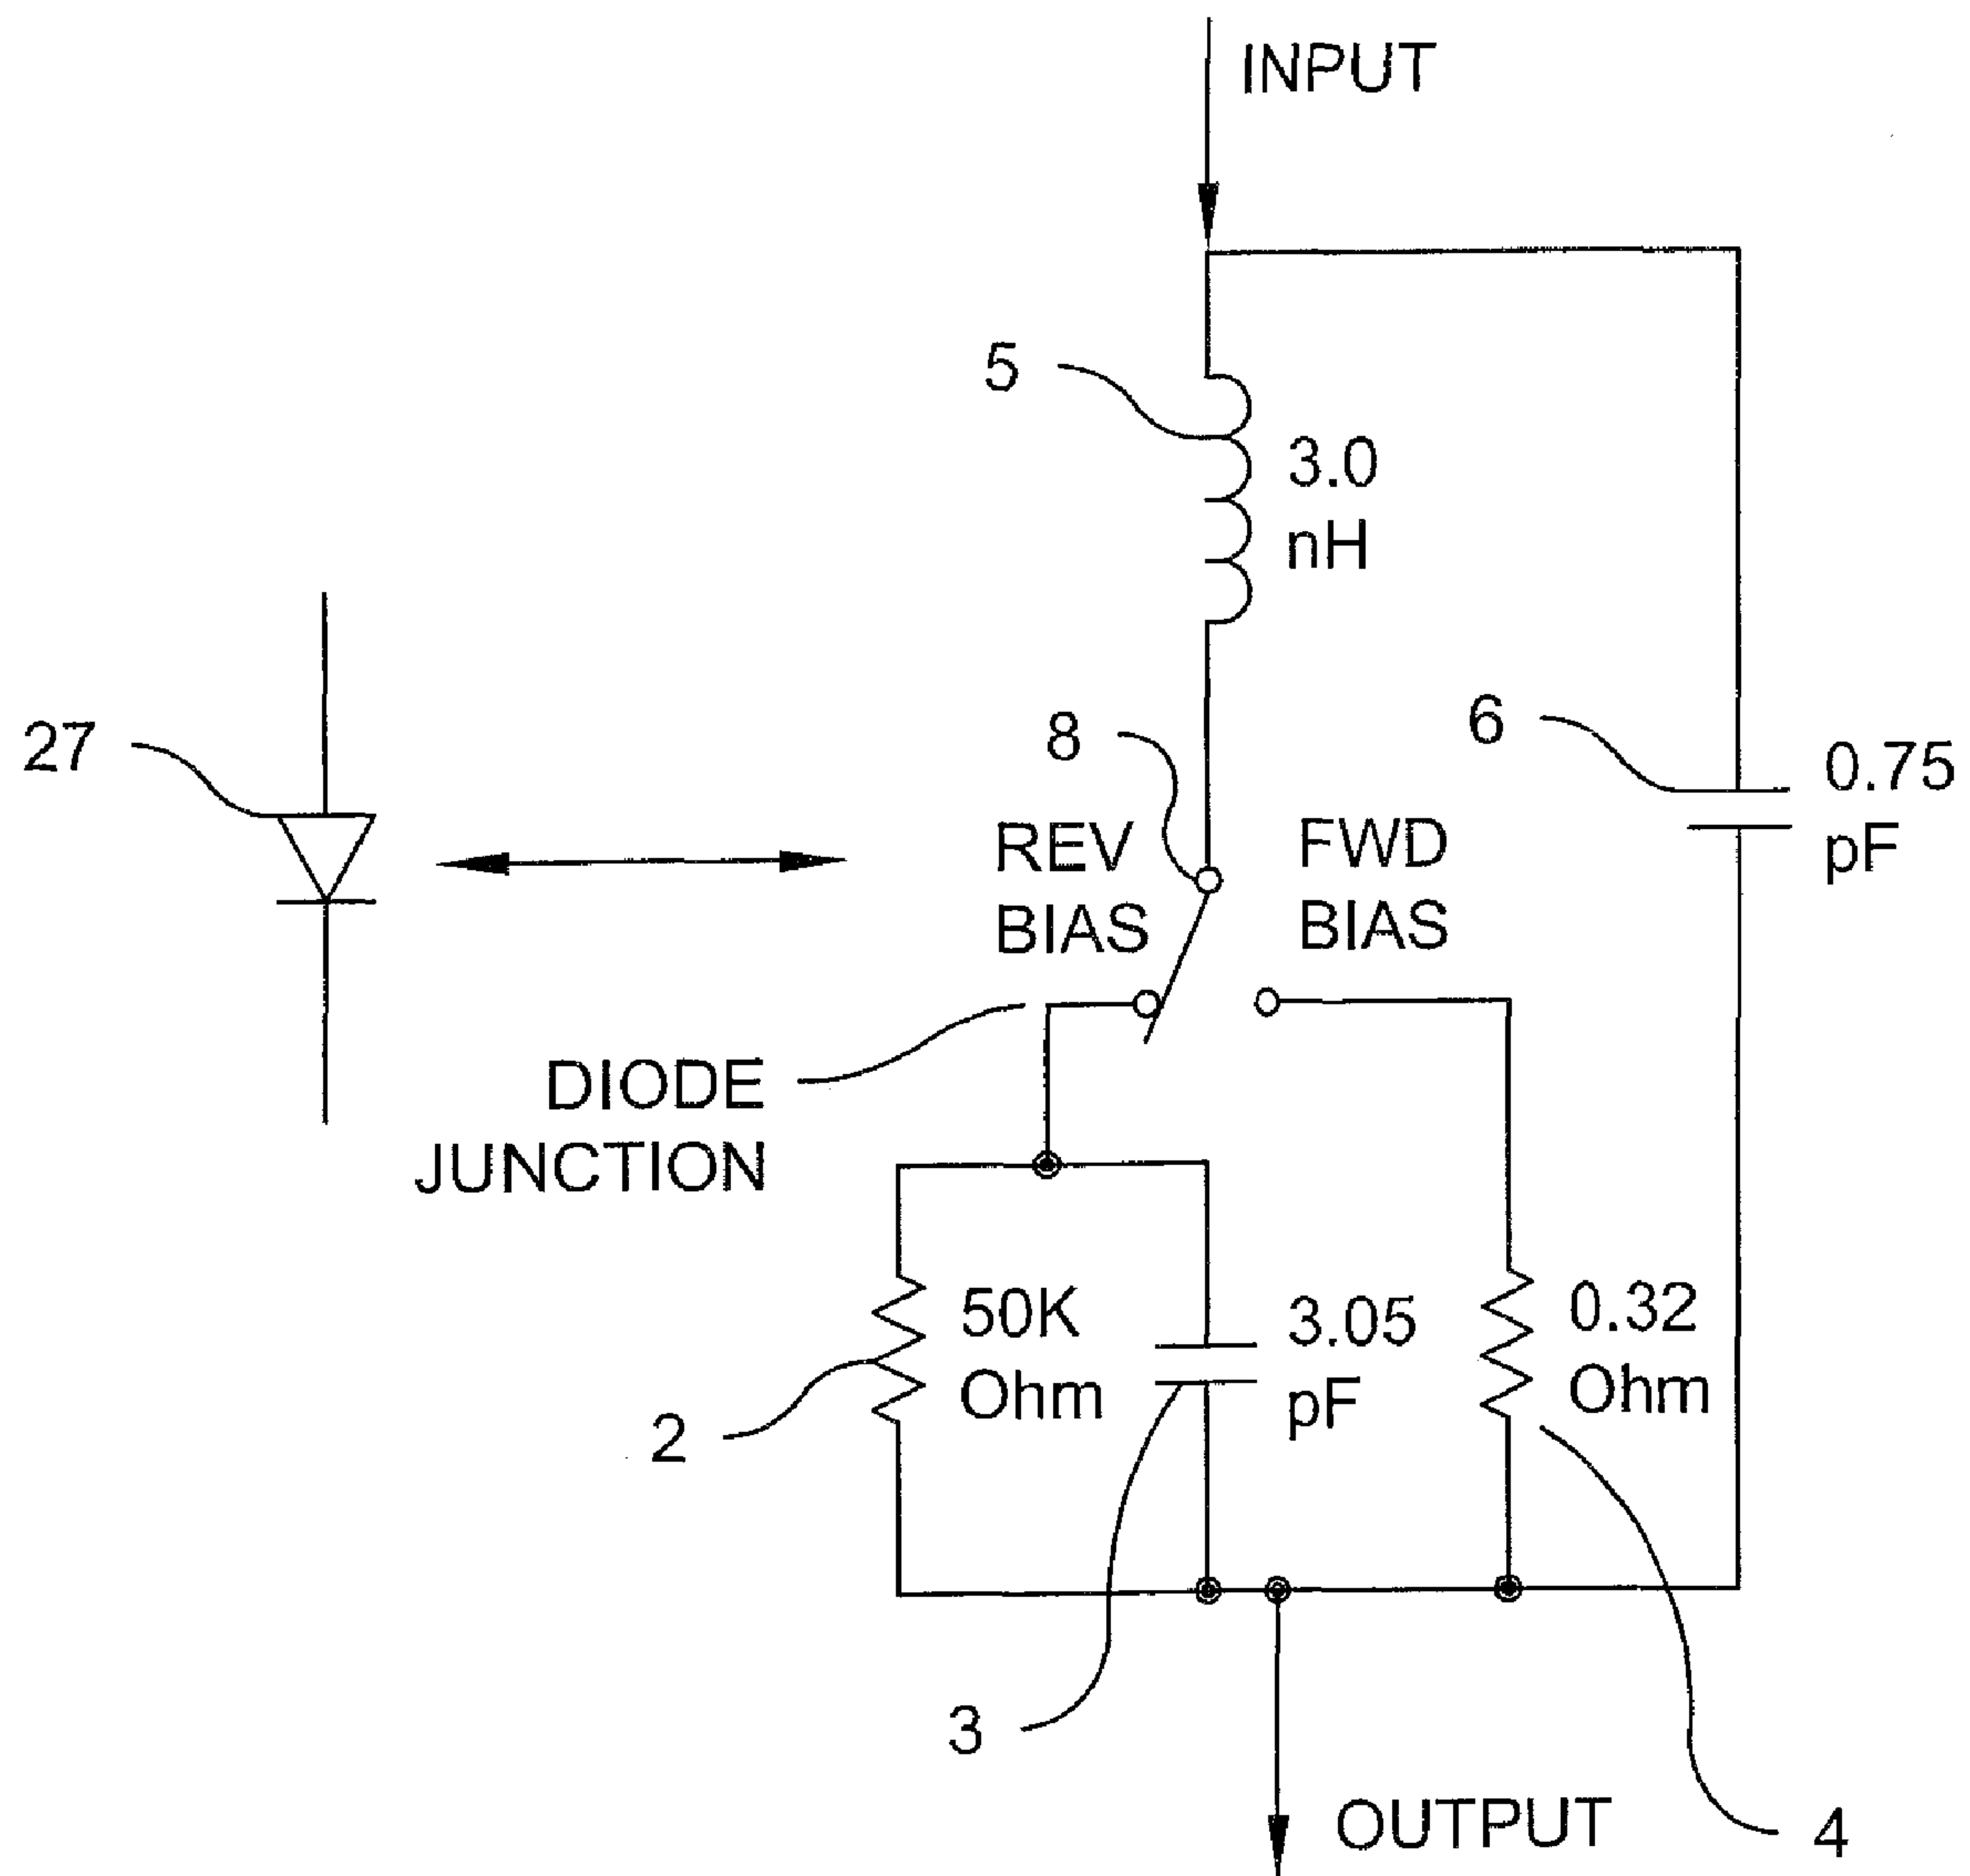 INPUT
5
3.0
nH
27
8
6
0.75
pF
REV
BIAS
FWD
BIAS
DIODE
JUNCTION
50K
Ohm
3.05
pF
0.32
Ohm
2
3
OUTPUT
4